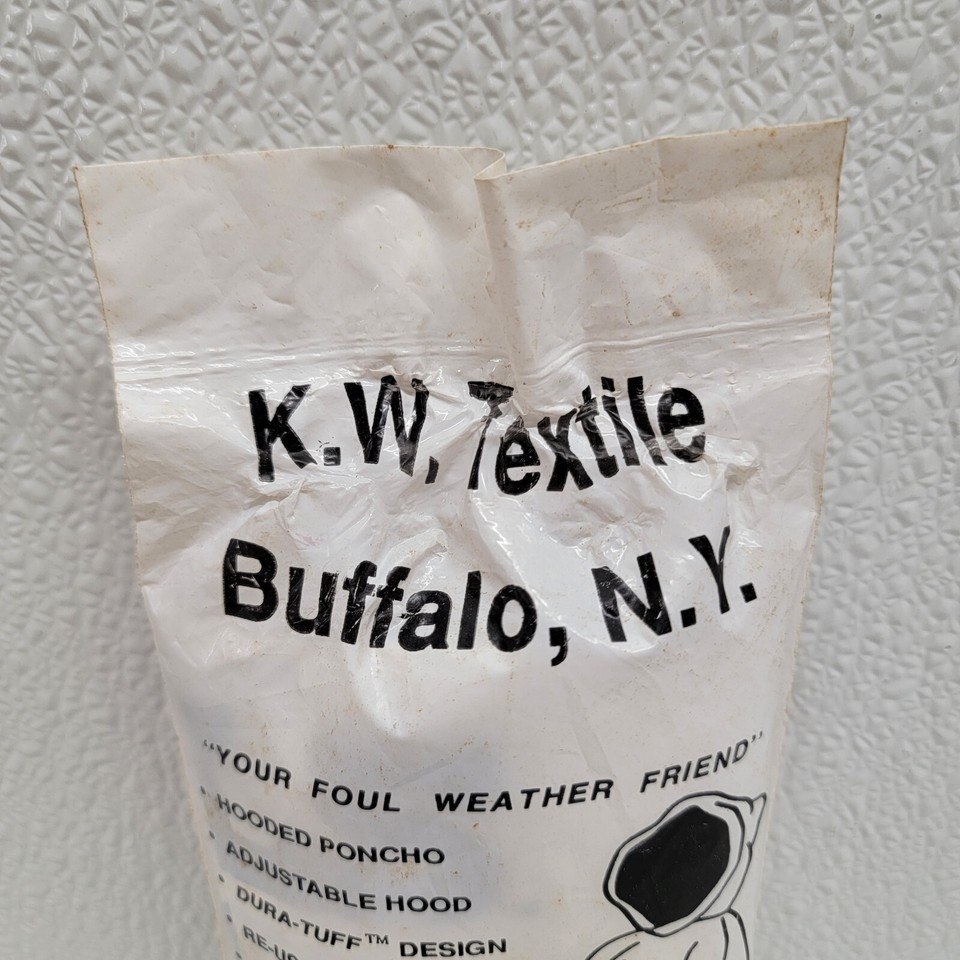 K.W. Textile
Buffalo, N.Y.
"YOUR FOUL WEATHER FRIEND"
• HOODED PONCHO
• ADJUSTABLE HOOD
• DURA-TUFF™ DESIGN